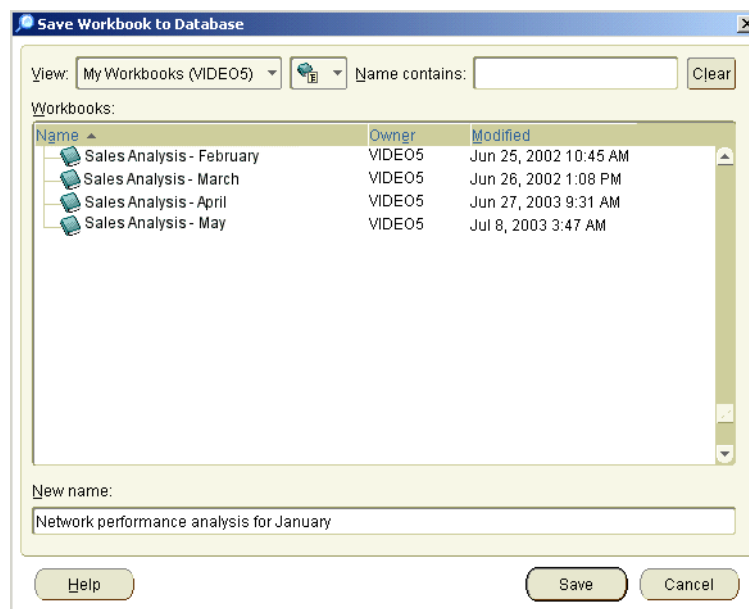 Save Workbook to Database
View: My Workbooks (VIDEO5) Name contains: Clear
Workbooks:
Name Owner Modified
Sales Analysis - February VIDEO5 Jun 25, 2002 10:45 AM
Sales Analysis - March VIDEO5 Jun 26, 2002 1:08 PM
Sales Analysis - April VIDEO5 Jun 27, 2003 9:31 AM
Sales Analysis - May VIDEO5 Jul 8, 2003 3:47 AM
New name:
Network performance analysis for January
Help Save Cancel